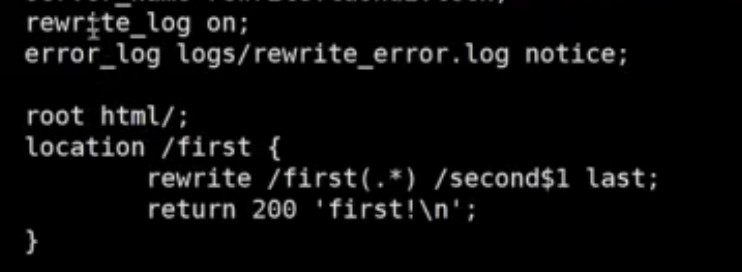 rewrite_log on;
error_log logs/rewrite_error.log notice;
root html/;
location /first {
rewrite /first(.*) /second$1 last;
return 200 'first!\n';
}